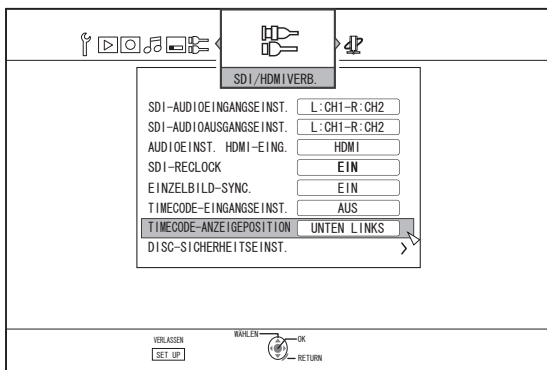 SDI/HDMIVERB.
SDI-AUDIOEINGANGSEINST. L:CH1-R:CH2
SDI-AUDIOAUSGANGSEINST. L:CH1-R:CH2
AUDIOEINST. HDMI-EING. HDMI
SDI-RECLOCK EIN
EINZELBILD-SYNC. EIN
TIMECODE-EINGANGSEINST. AUS
TIMECODE-ANZEIGEPOSITION UNTEN LINKS
DISC-SICHERHEITSEINST.
VERLASSEN
SET UP
WÄHLEN
OK
RETURN